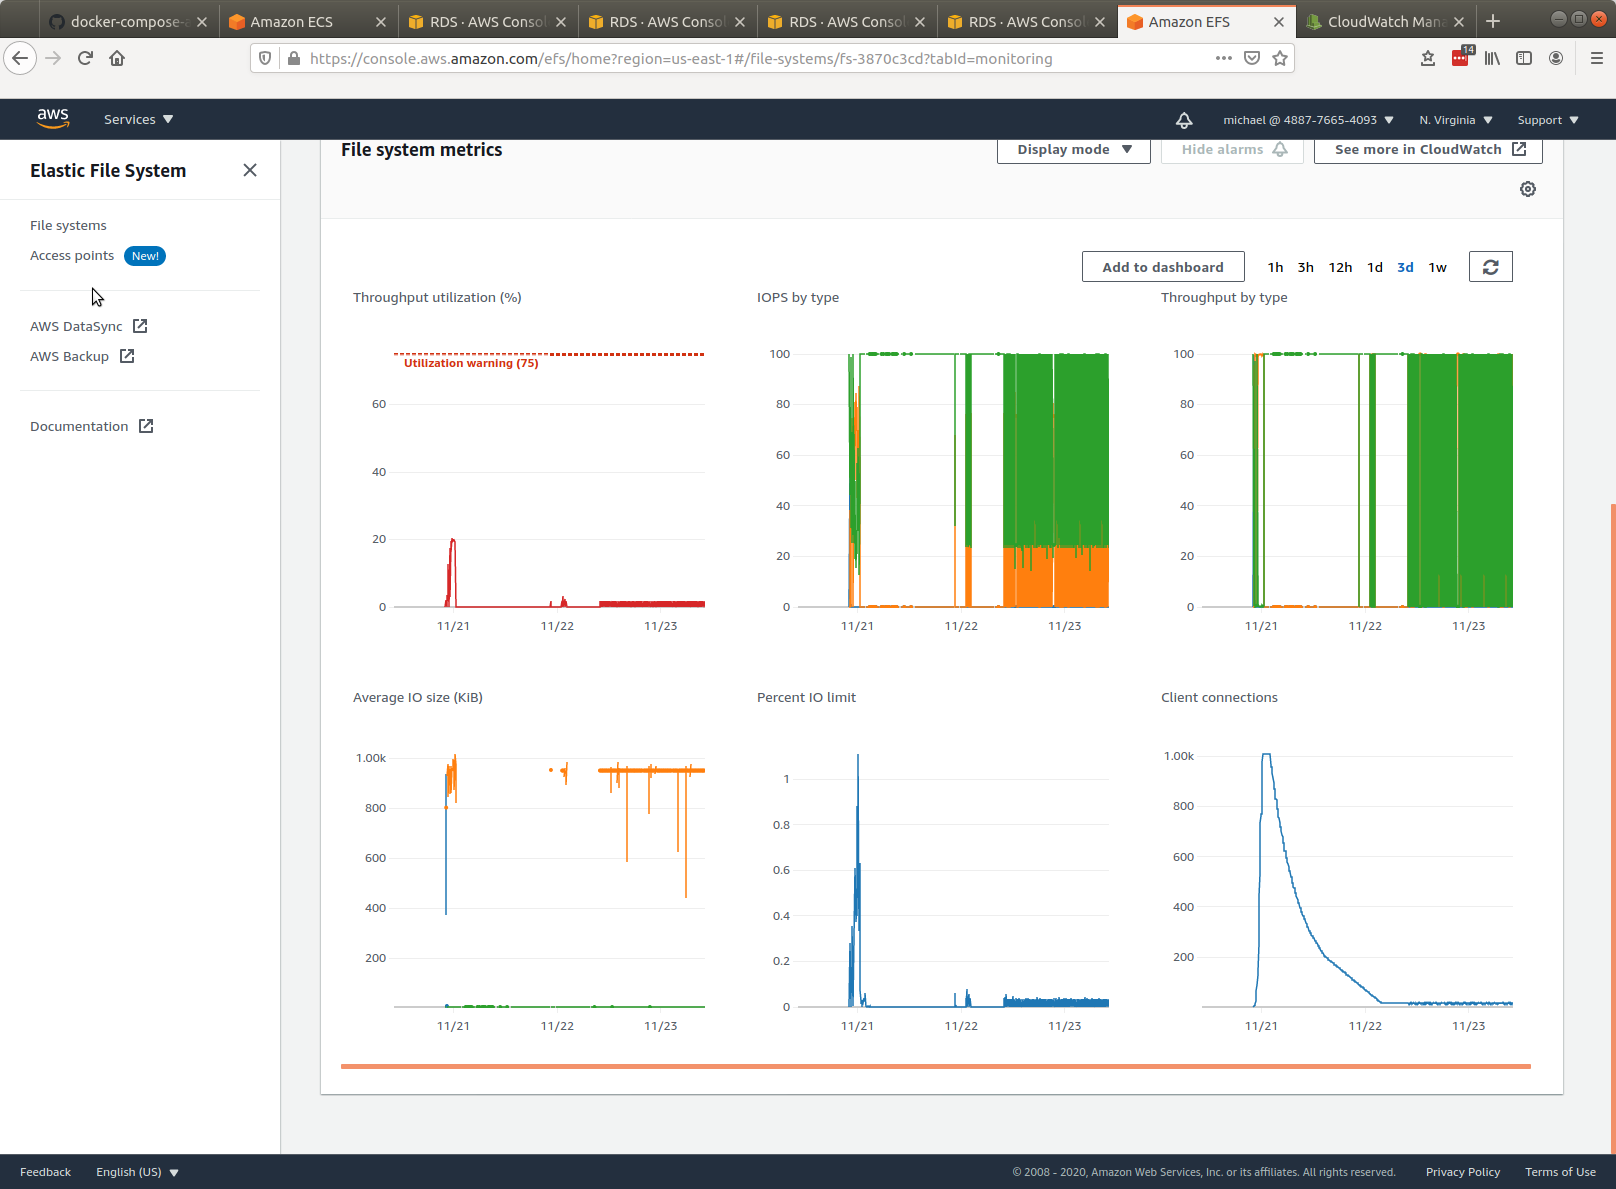 docker-compose-
Amazon ECS
RDS · AWS Consol
RDS · AWS Consol
RDS · AWS Consol
RDS · AWS Consol
Amazon EFS
CloudWatch Man
https://console.aws.amazon.com/efs/home?region=us-east-1#/file-systems/fs-3870c3cd?tabId=monitoring
14
aws
Services
michael @ 4887-7665-4093
N. Virginia
Support
Elastic File System
File systems
Access points New!
AWS DataSync
AWS Backup
Documentation
File system metrics
Display mode
Hide alarms
See more in CloudWatch
Add to dashboard
1h 3h 12h 1d 3d 1w
Throughput utilization (%)
Utilization warning (75)
60
40
20
0
11/21 11/22 11/23
IOPS by type
100
80
60
40
20
0
11/21 11/22 11/23
Throughput by type
100
80
60
40
20
0
11/21 11/22 11/23
Average IO size (KiB)
1.00k
800
600
400
200
11/21 11/22 11/23
Percent IO limit
1
0.8
0.6
0.4
0.2
0
11/21 11/22 11/23
Client connections
1.00k
800
600
400
200
11/21 11/22 11/23
Feedback
English (US)
© 2008 - 2020, Amazon Web Services, Inc. or its affiliates. All rights reserved.
Privacy Policy
Terms of Use